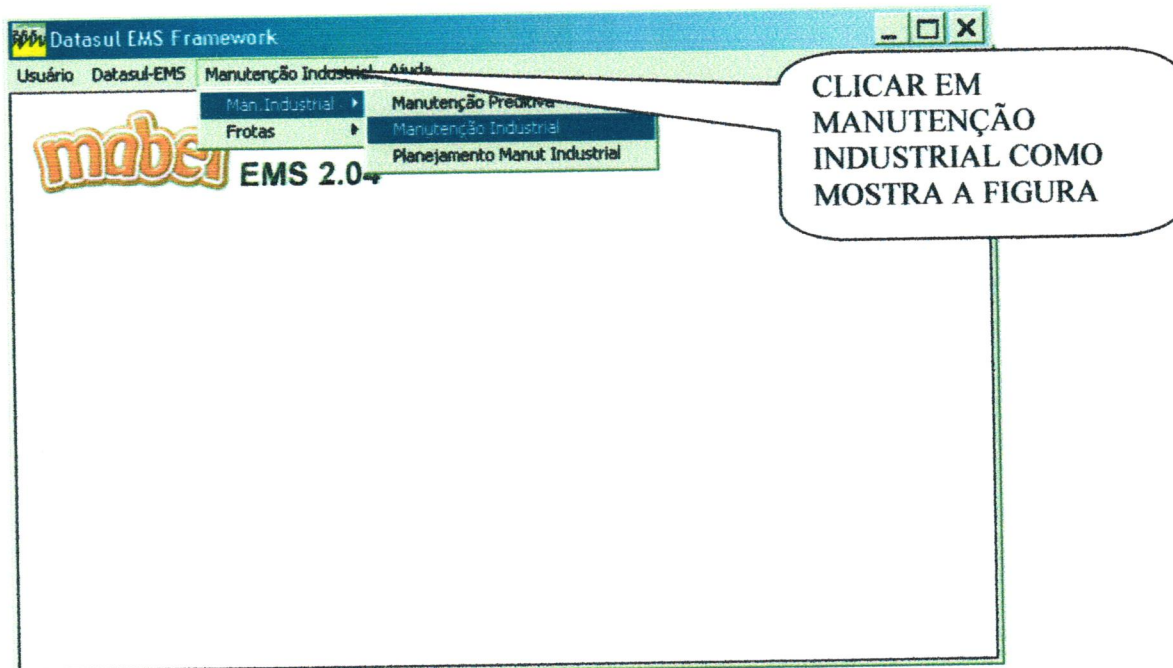 Datasul EMS Framework
Usuário Datasul-EMS Manutenção Industrial Ajuda
Man.Industrial Manutenção Preditiva
Frotas Manutenção Industrial
Planejamento Manut Industrial
mabel
EMS 2.04
CLICAR EM
MANUTENÇÃO
INDUSTRIAL COMO
MOSTRA A FIGURA